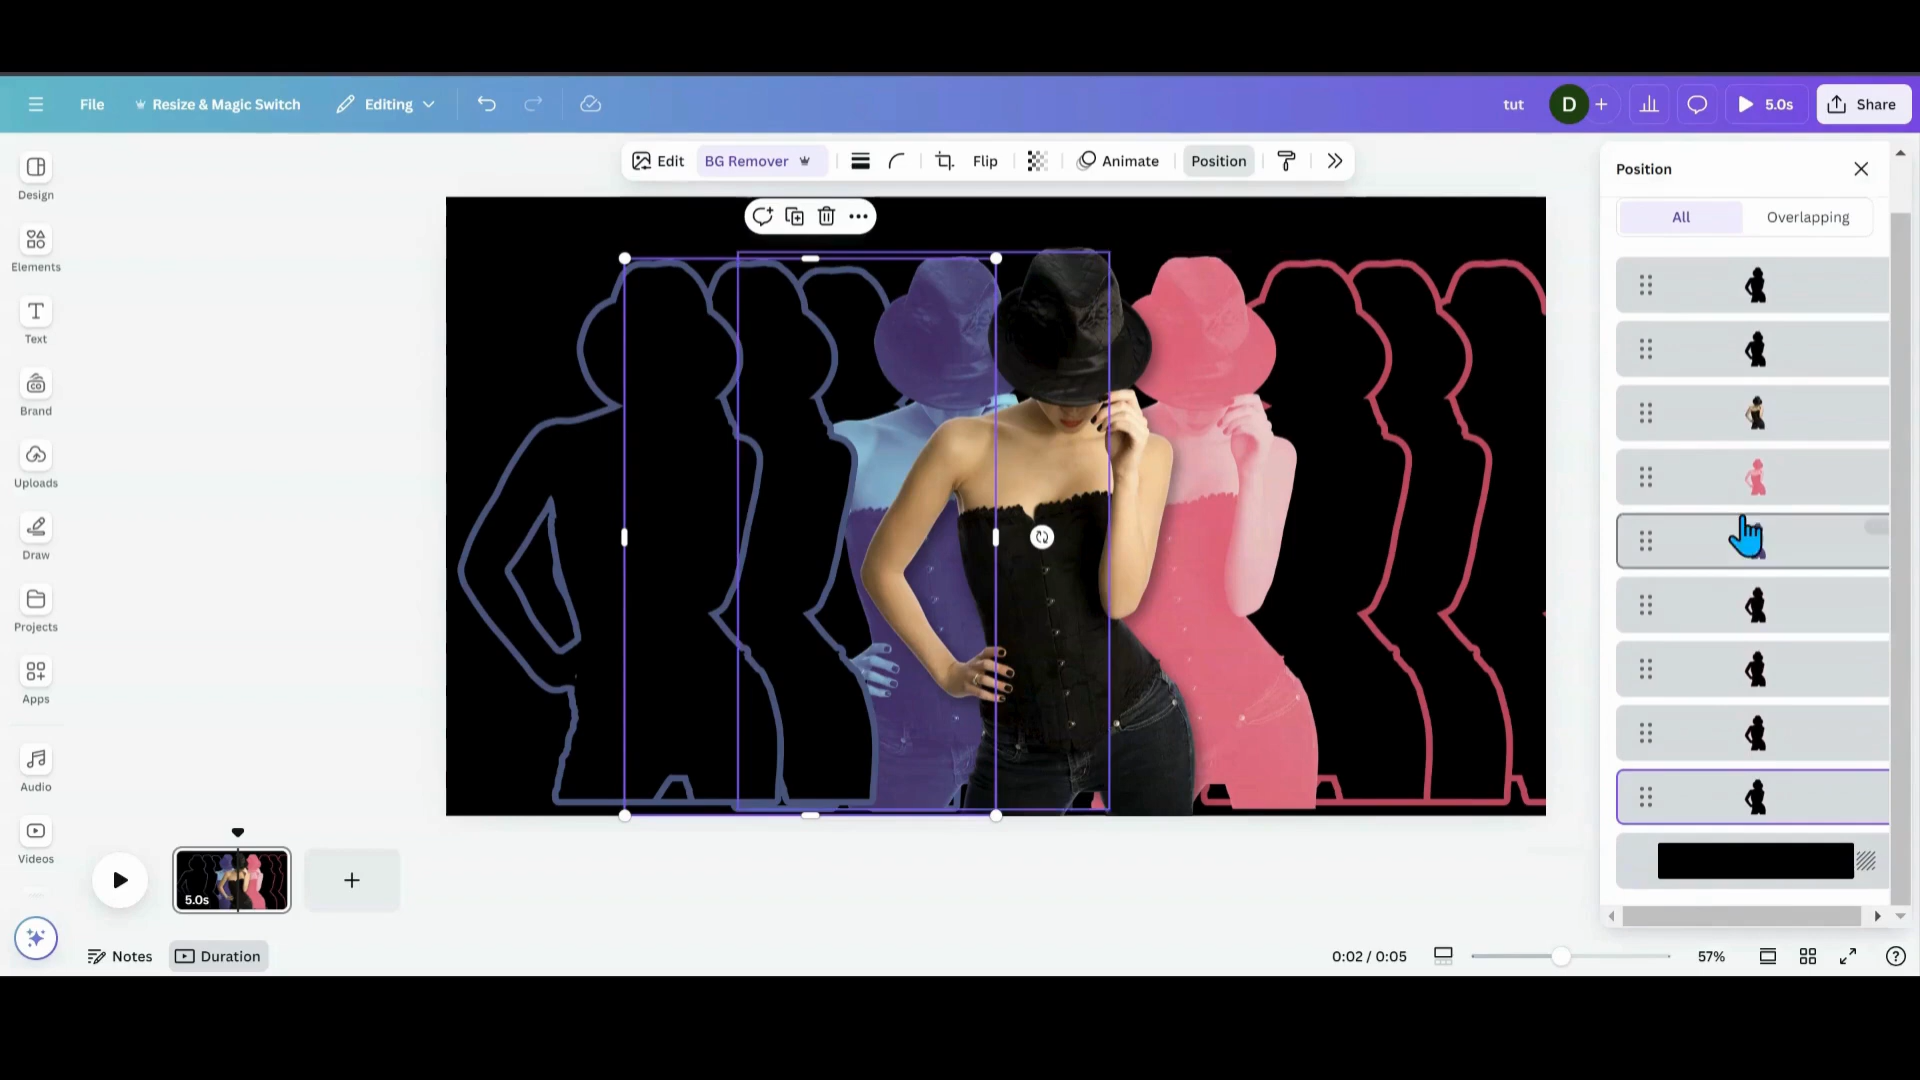 File
Resize & Magic Switch
Editing
tut
D
5.0s
Share
Edit
BG Remover
Flip
Animate
Position
Position
All
Overlapping
Design
Elements
Text
Brand
Uploads
Draw
Projects
Apps
Audio
Videos
5.0s
Notes
Duration
0:02 / 0:05
57%